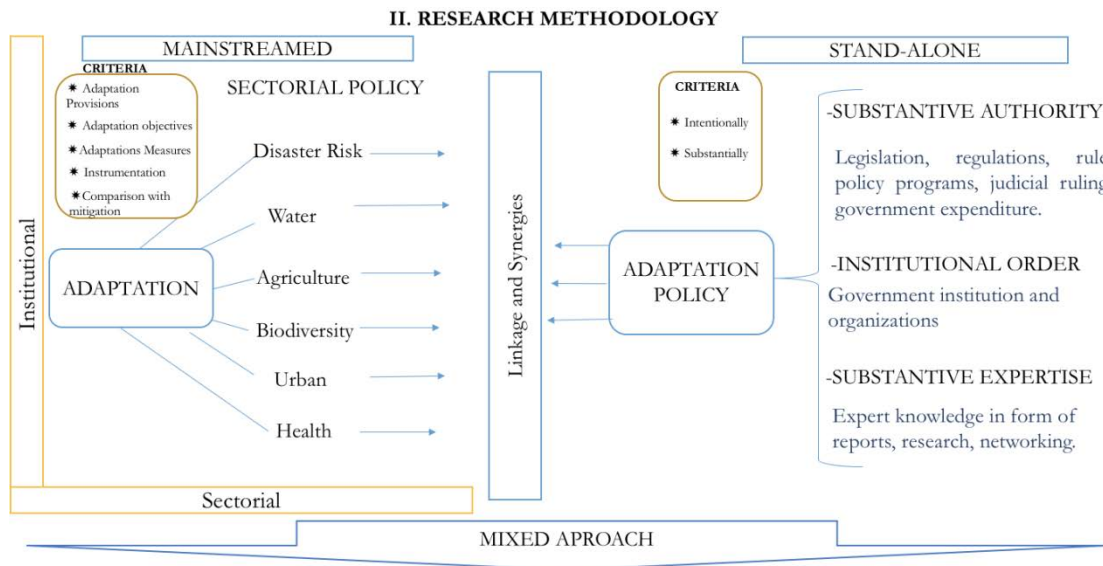 II. RESEARCH METHODOLOGY
MAINSTREAMED
STAND-ALONE
CRITERIA
✷ Adaptation
Provisions
✷ Adaptation objectives
✷ Adaptations Measures
✷ Instrumentation
✷ Comparison with
mitigation
SECTORIAL POLICY
Disaster Risk
Water
Agriculture
Biodiversity
Urban
Health
ADAPTATION
Institutional
Sectorial
Linkage and Synergies
CRITERIA
✷ Intentionally
✷ Substantially
ADAPTATION
POLICY
-SUBSTANTIVE AUTHORITY
Legislation, regulations,
policy programs, judicial
government expenditure.
-INSTITUTIONAL ORDER
Government institution and
organizations
-SUBSTANTIVE EXPERTISE
Expert knowledge in form of
reports, research, networking.
MIXED APROACH